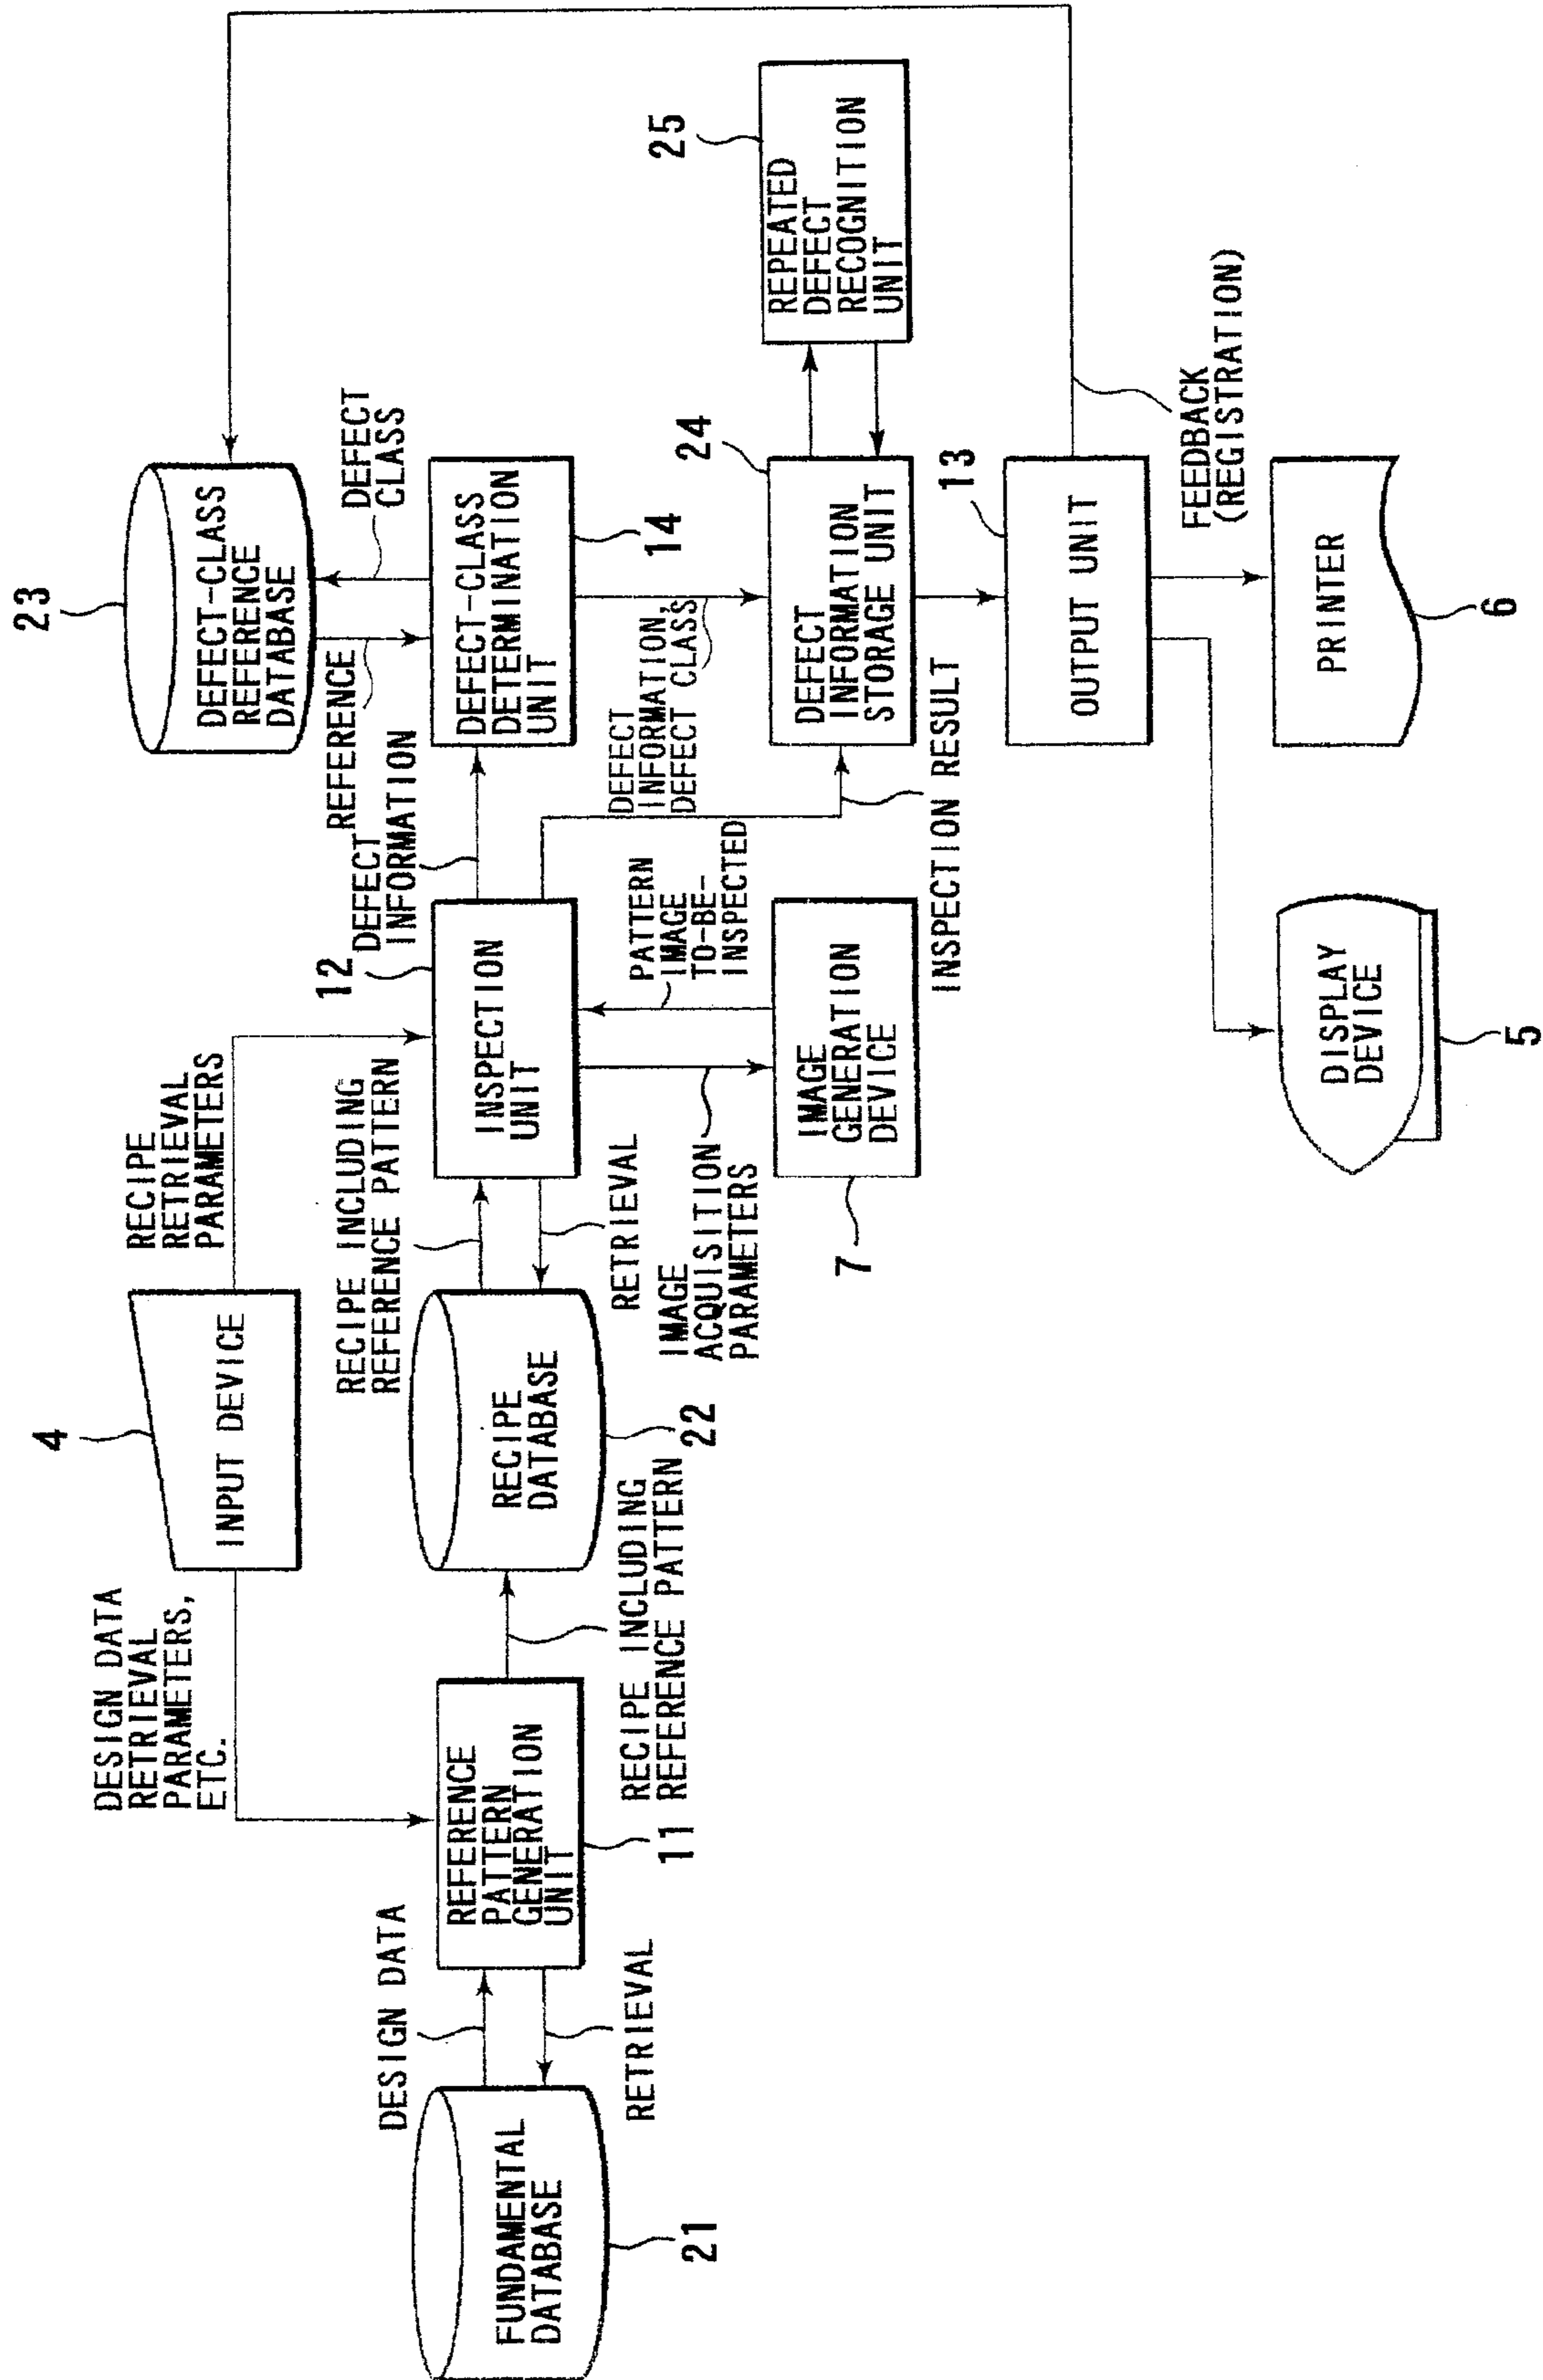 4
INPUT DEVICE
DESIGN DATA
RETRIEVAL
PARAMETERS,
ETC.
RECIPE
RETRIEVAL
PARAMETERS
21
FUNDAMENTAL
DATABASE
DESIGN DATA
RETRIEVAL
REFERENCE
PATTERN
GENERATION
UNIT
11
RECIPE INCLUDING
REFERENCE PATTERN
RECIPE
DATABASE
22
RECIPE INCLUDING
REFERENCE PATTERN
RETRIEVAL
12
INSPECTION
UNIT
IMAGE
ACQUISITION
PARAMETERS
PATTERN
IMAGE
TO-BE-
INSPECTED
IMAGE
GENERATION
DEVICE
7
DEFECT
INFORMATION
23
DEFECT-CLASS
REFERENCE
DATABASE
REFERENCE
DEFECT
CLASS
DEFECT-CLASS
DETERMINATION
UNIT
14
DEFECT
INFORMATION,
DEFECT CLASS
INSPECTION RESULT
DEFECT
INFORMATION
STORAGE UNIT
24
REPEATED
DEFECT
RECOGNITION
UNIT
25
OUTPUT UNIT
13
FEEDBACK
(REGISTRATION)
DISPLAY
DEVICE
5
PRINTER
6